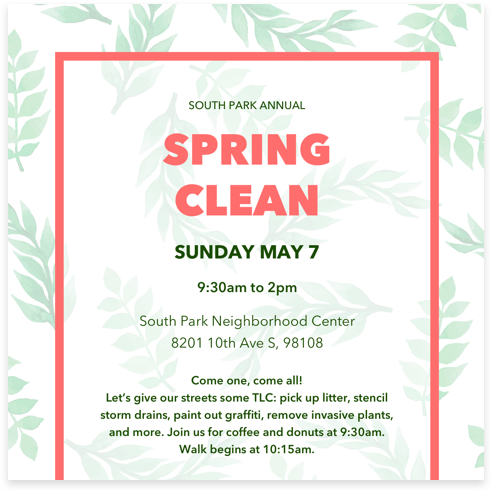 SOUTH PARK ANNUAL
SPRING
CLEAN
SUNDAY MAY 7
9:30am to 2pm
South Park Neighborhood Center
8201 10th Ave S, 98108
Come one, come all!
Let's give our streets some TLC: pick up litter, stencil
storm drains, paint out graffiti, remove invasive plants,
and more. Join us for coffee and donuts at 9:30am.
Walk begins at 10:15am.